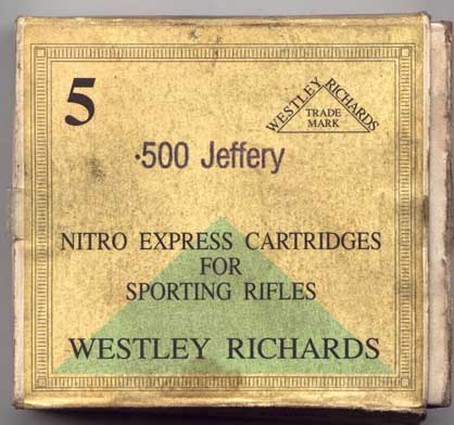 5
WESTLEY RICHARDS
TRADE
MARK
·500 Jeffery
NITRO EXPRESS CARTRIDGES
FOR
SPORTING RIFLES
WESTLEY RICHARDS